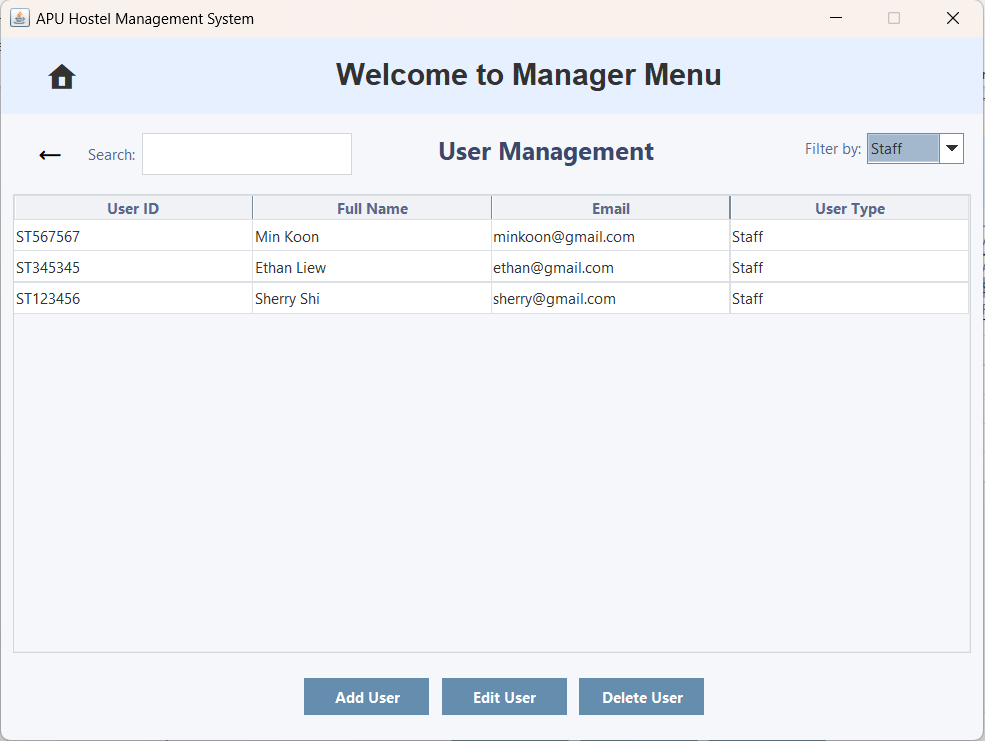 APU Hostel Management System
Welcome to Manager Menu
Search:
User Management
Filter by: Staff
User ID Full Name Email User Type
ST567567 Min Koon minkoon@gmail.com Staff
ST345345 Ethan Liew ethan@gmail.com Staff
ST123456 Sherry Shi sherry@gmail.com Staff
Add User Edit User Delete User